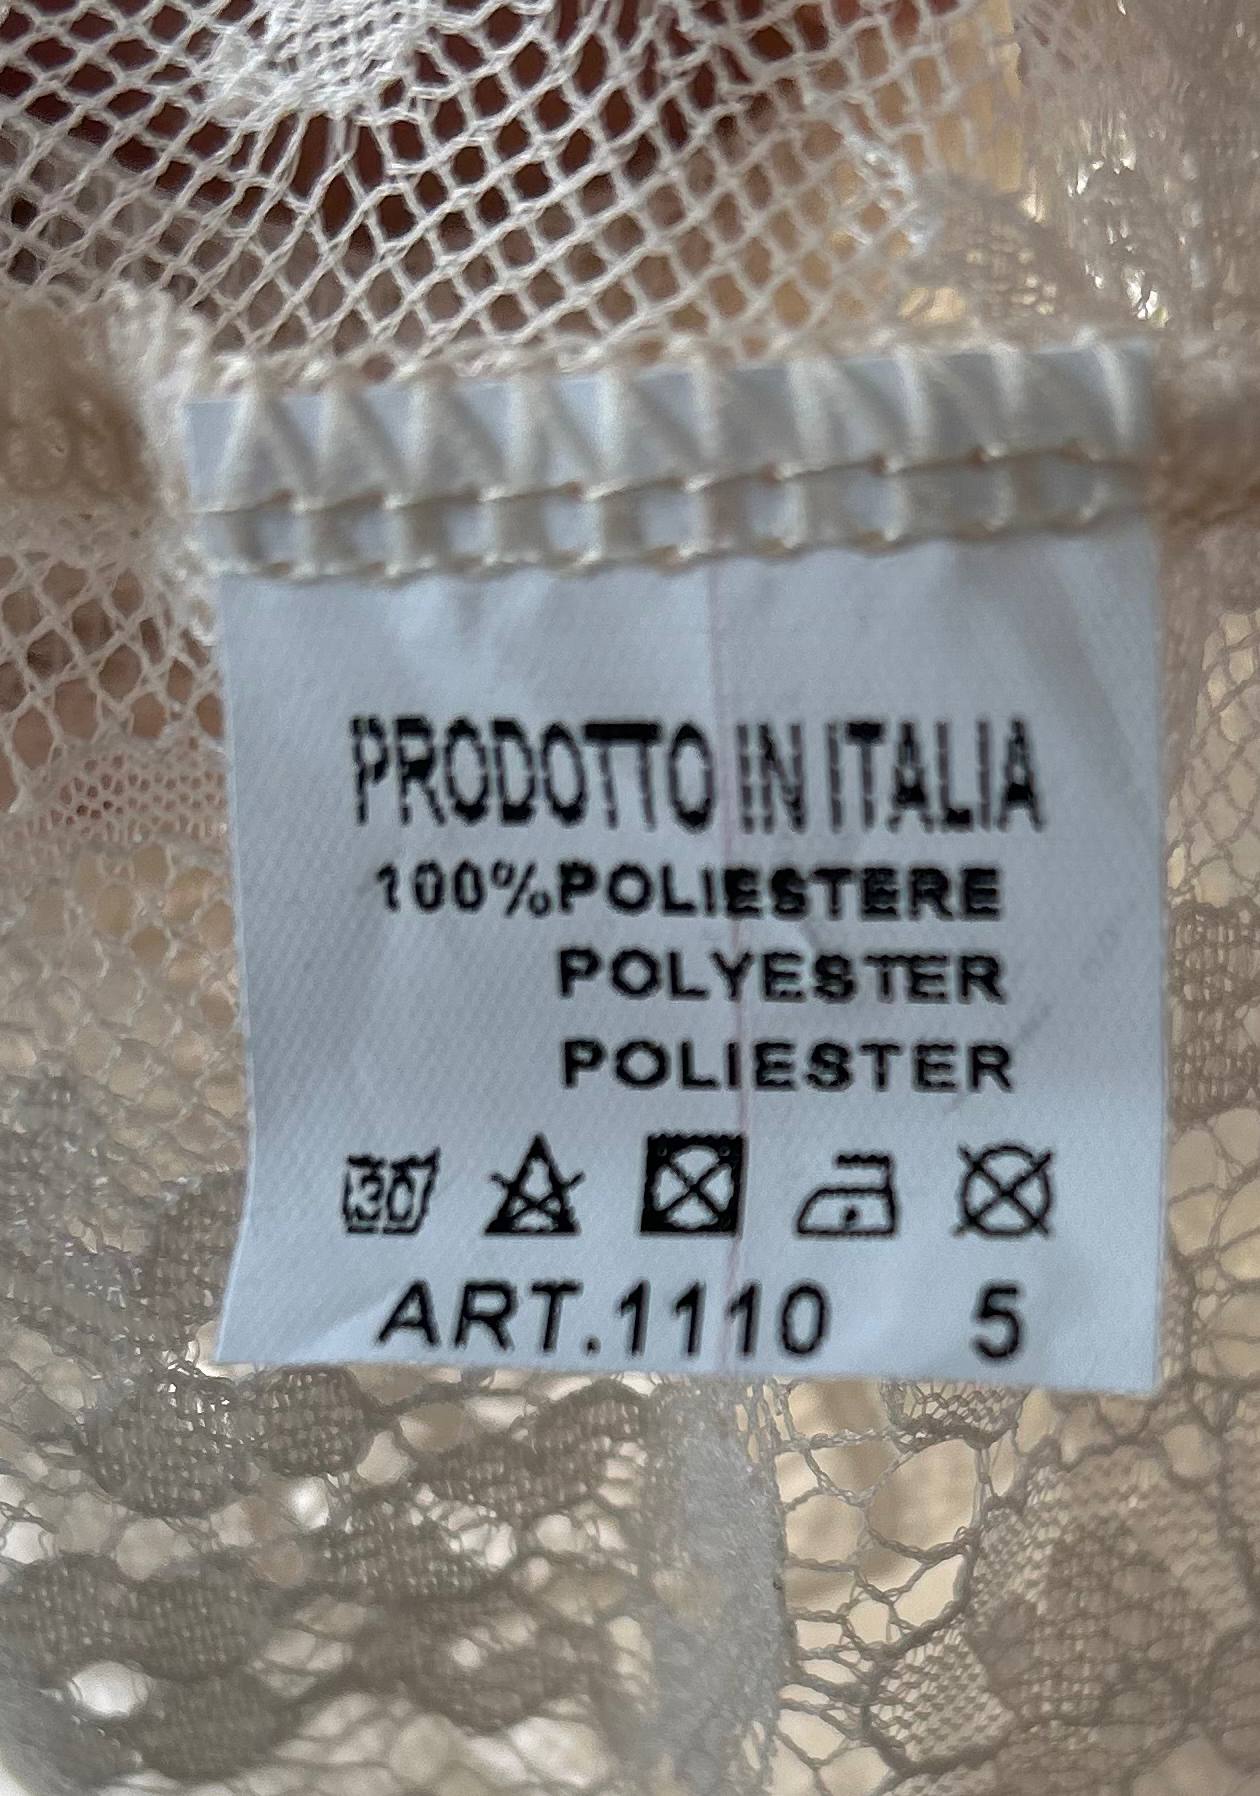 PRODOTTO IN ITALIA
100%POLIESTERE
POLYESTER
POLIESTER
30
ART.1110 5